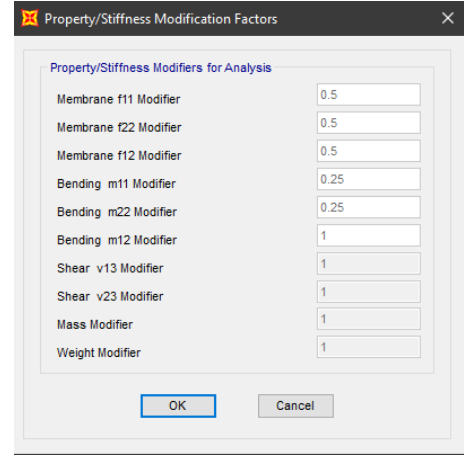 Property/Stiffness Modification Factors
Property/Stiffness Modifiers for Analysis
Membrane f11 Modifier 0.5
Membrane f22 Modifier 0.5
Membrane f12 Modifier 0.5
Bending m11 Modifier 0.25
Bending m22 Modifier 0.25
Bending m12 Modifier 1
Shear v13 Modifier 1
Shear v23 Modifier 1
Mass Modifier 1
Weight Modifier 1
OK Cancel